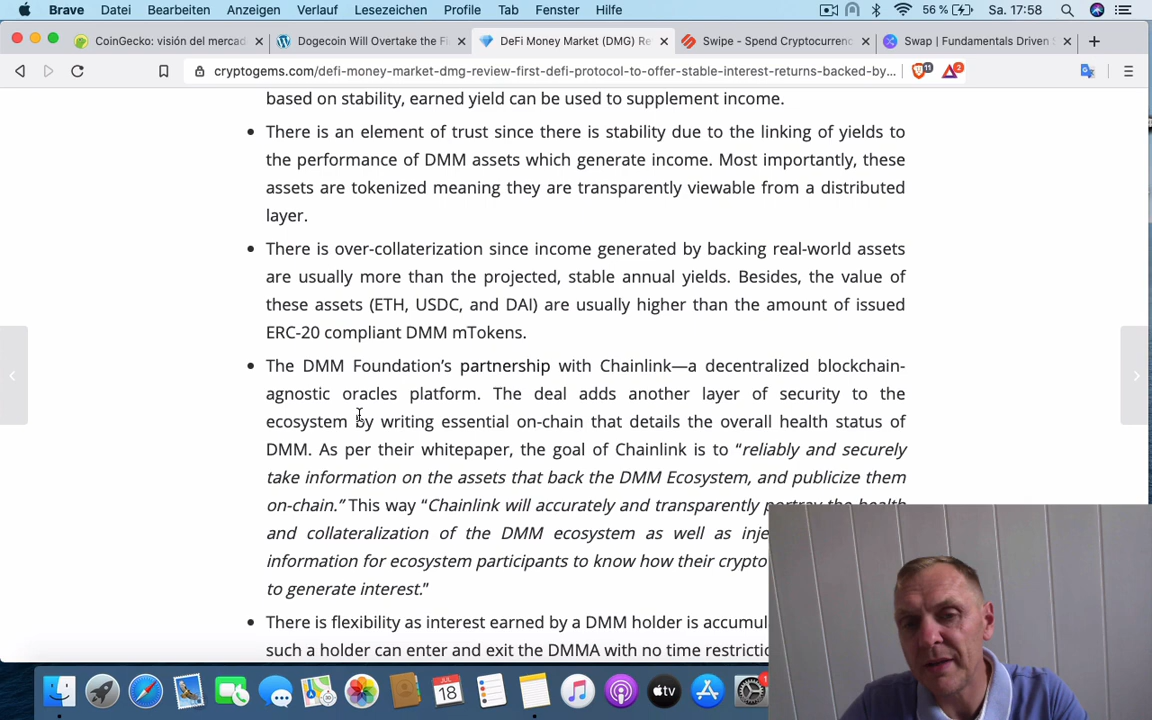 Brave Datei Bearbeiten Anzeigen Verlauf Lesezeichen Profile Tab Fenster Hilfe 56 % Sa. 17:58
CoinGecko: visión del mercad Dogecoin Will Overtake the Fi DeFi Money Market (DMG) Re Swipe - Spend Cryptocurrenc Swap | Fundamentals Driven S
cryptogems.com/defi-money-market-dmg-review-first-defi-protocol-to-offer-stable-interest-returns-backed-by... 11 2
based on stability, earned yield can be used to supplement income.
There is an element of trust since there is stability due to the linking of yields to
the performance of DMM assets which generate income. Most importantly, these
assets are tokenized meaning they are transparently viewable from a distributed
layer.
There is over-collaterization since income generated by backing real-world assets
are usually more than the projected, stable annual yields. Besides, the value of
these assets (ETH, USDC, and DAI) are usually higher than the amount of issued
ERC-20 compliant DMM mTokens.
The DMM Foundation’s partnership with Chainlink—a decentralized blockchain-
agnostic oracles platform. The deal adds another layer of security to the
ecosystem by writing essential on-chain that details the overall health status of
DMM. As per their whitepaper, the goal of Chainlink is to “reliably and securely
take information on the assets that back the DMM Ecosystem, and publicize them
on-chain.” This way “Chainlink will accurately and transparently portray the health
and collateralization of the DMM ecosystem as well as inje
information for ecosystem participants to know how their crypto
to generate interest.”
There is flexibility as interest earned by a DMM holder is accumul
such a holder can enter and exit the DMMA with no time restrictio
JUL
18
tv
1